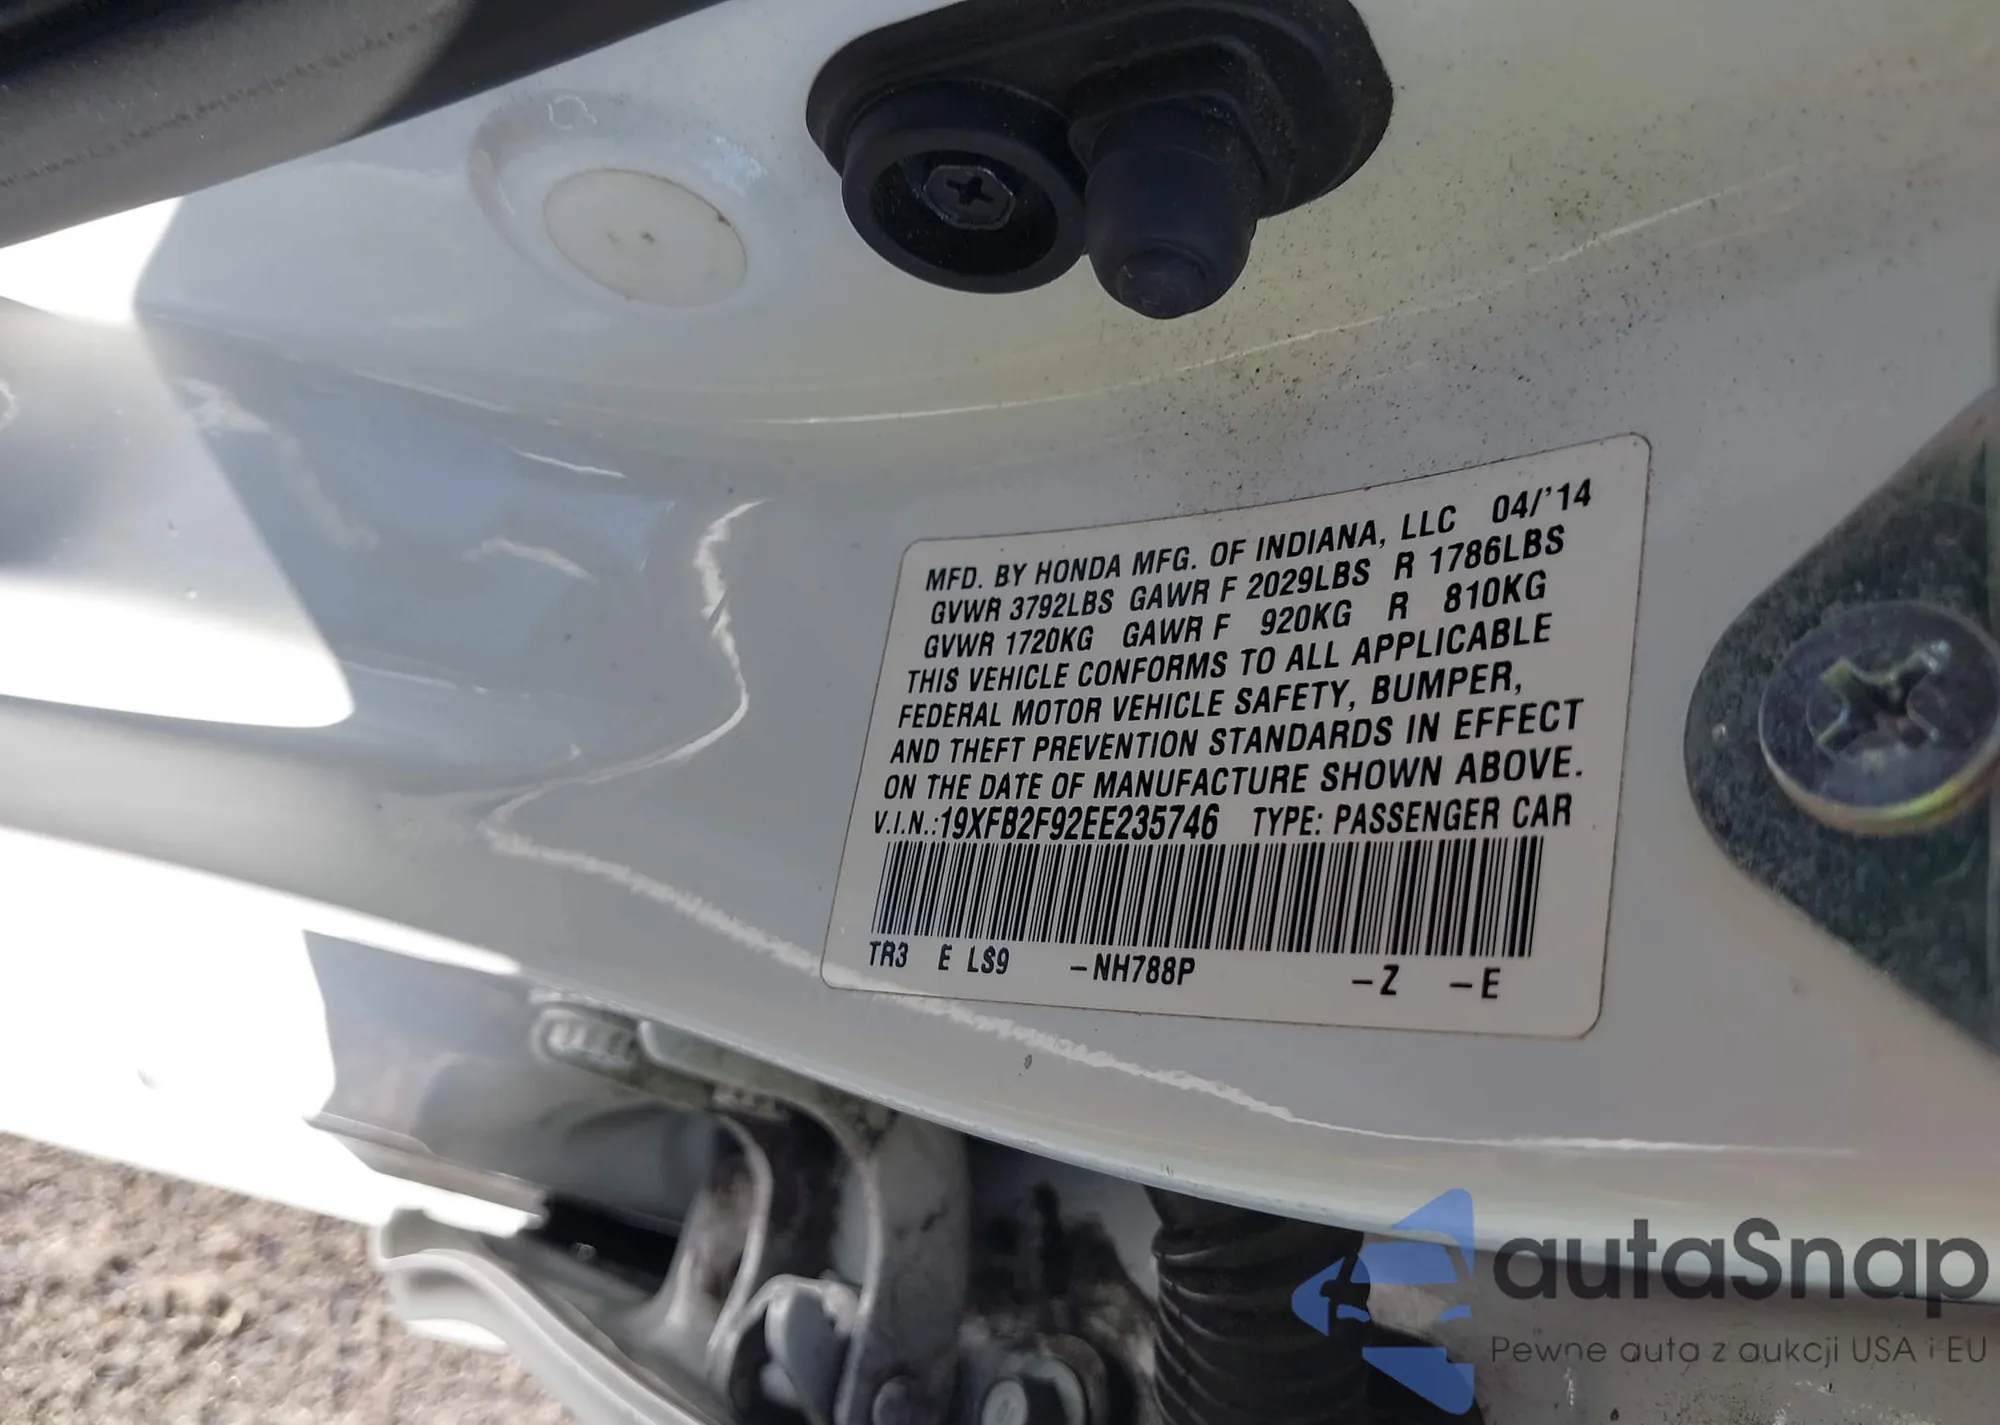 MFD. BY HONDA MFG. OF INDIANA, LLC 04/'14
GVWR 3792LBS GAWR F 2029LBS R 1786LBS
GVWR 1720KG GAWR F 920KG R 810KG
THIS VEHICLE CONFORMS TO ALL APPLICABLE
FEDERAL MOTOR VEHICLE SAFETY, BUMPER,
AND THEFT PREVENTION STANDARDS IN EFFECT
ON THE DATE OF MANUFACTURE SHOWN ABOVE.
V.I.N.:19XFB2F92EE235746 TYPE: PASSENGER CAR
TR3 E LS9 -NH788P -Z -E
autaSnap
Pewne auta z aukcji USA i EU